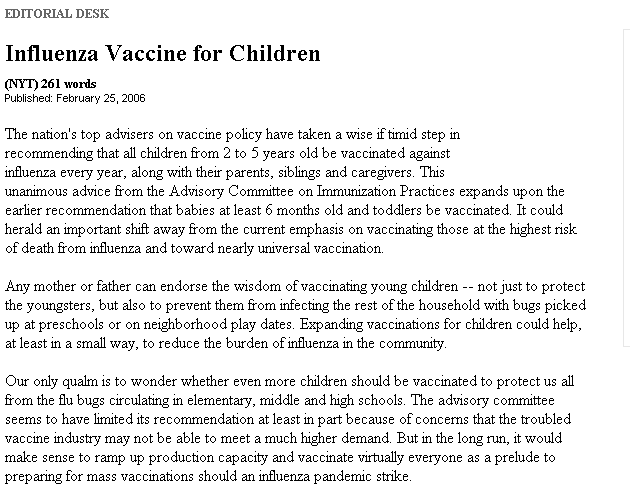 EDITORIAL DESK
Influenza Vaccine for Children
(NYT) 261 words
Published: February 25, 2006
The nation's top advisers on vaccine policy have taken a wise if timid step in
recommending that all children from 2 to 5 years old be vaccinated against
influenza every year, along with their parents, siblings and caregivers. This
unanimous advice from the Advisory Committee on Immunization Practices expands upon the
earlier recommendation that babies at least 6 months old and toddlers be vaccinated. It could
herald an important shift away from the current emphasis on vaccinating those at the highest risk
of death from influenza and toward nearly universal vaccination.
Any mother or father can endorse the wisdom of vaccinating young children -- not just to protect
the youngsters, but also to prevent them from infecting the rest of the household with bugs picked
up at preschools or on neighborhood play dates. Expanding vaccinations for children could help,
at least in a small way, to reduce the burden of influenza in the community.
Our only qualm is to wonder whether even more children should be vaccinated to protect us all
from the flu bugs circulating in elementary, middle and high schools. The advisory committee
seems to have limited its recommendation at least in part because of concerns that the troubled
vaccine industry may not be able to meet a much higher demand. But in the long run, it would
make sense to ramp up production capacity and vaccinate virtually everyone as a prelude to
preparing for mass vaccinations should an influenza pandemic strike.